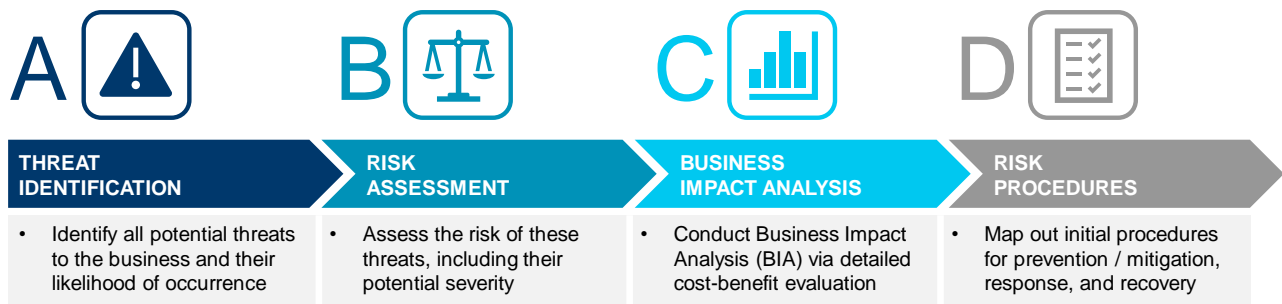 A
B
C
D
THREAT
IDENTIFICATION
RISK
ASSESSMENT
BUSINESS
IMPACT ANALYSIS
RISK
PROCEDURES
• Identify all potential threats
to the business and their
likelihood of occurrence
• Assess the risk of these
threats, including their
potential severity
• Conduct Business Impact
Analysis (BIA) via detailed
cost-benefit evaluation
• Map out initial procedures
for prevention / mitigation,
response, and recovery